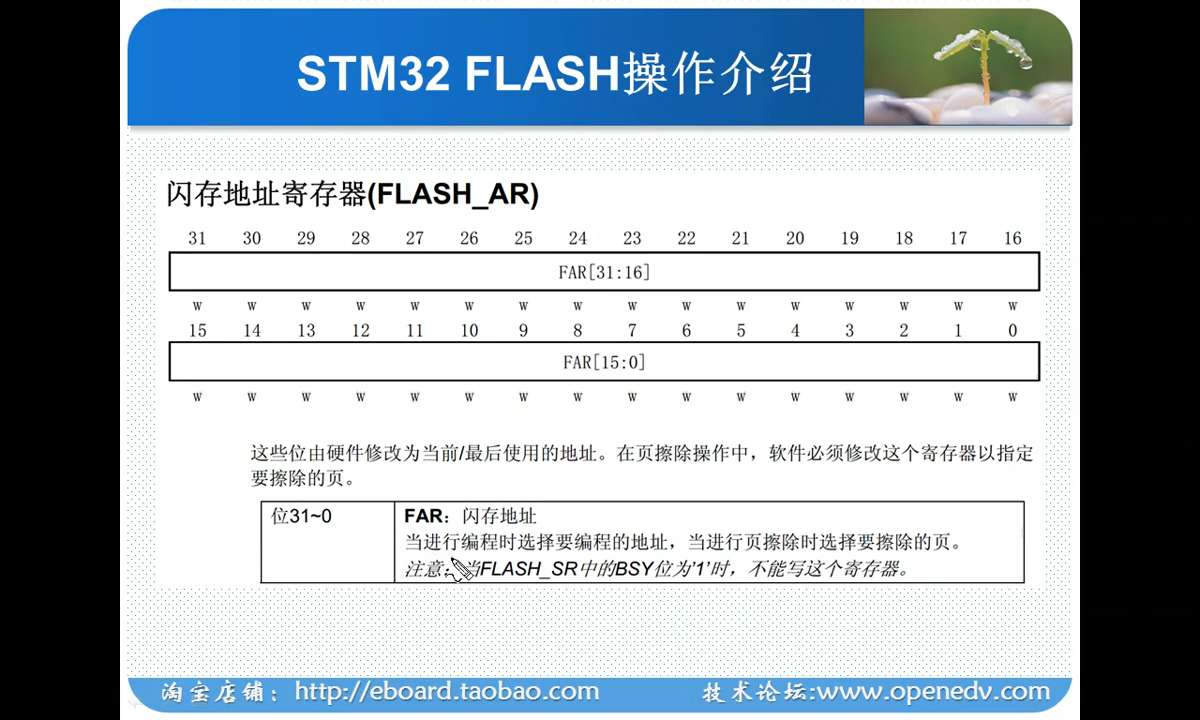 STM32 FLASH操作介绍
闪存地址寄存器(FLASH_AR)
31 30 29 28 27 26 25 24 23 22 21 20 19 18 17 16
FAR[31:16]
w w w w w w w w w w w w w w w w
15 14 13 12 11 10 9 8 7 6 5 4 3 2 1 0
FAR[15:0]
w w w w w w w w w w w w w w w w
这些位由硬件修改为当前/最后使用的地址。在页擦除操作中，软件必须修改这个寄存器以指定
要擦除的页。
位31~0
FAR：闪存地址
当进行编程时选择要编程的地址，当进行页擦除时选择要擦除的页。
注意：当FLASH_SR中的BSY位为'1'时，不能写这个寄存器。
淘宝店铺：http://eboard.taobao.com
技术论坛:www.openedv.com